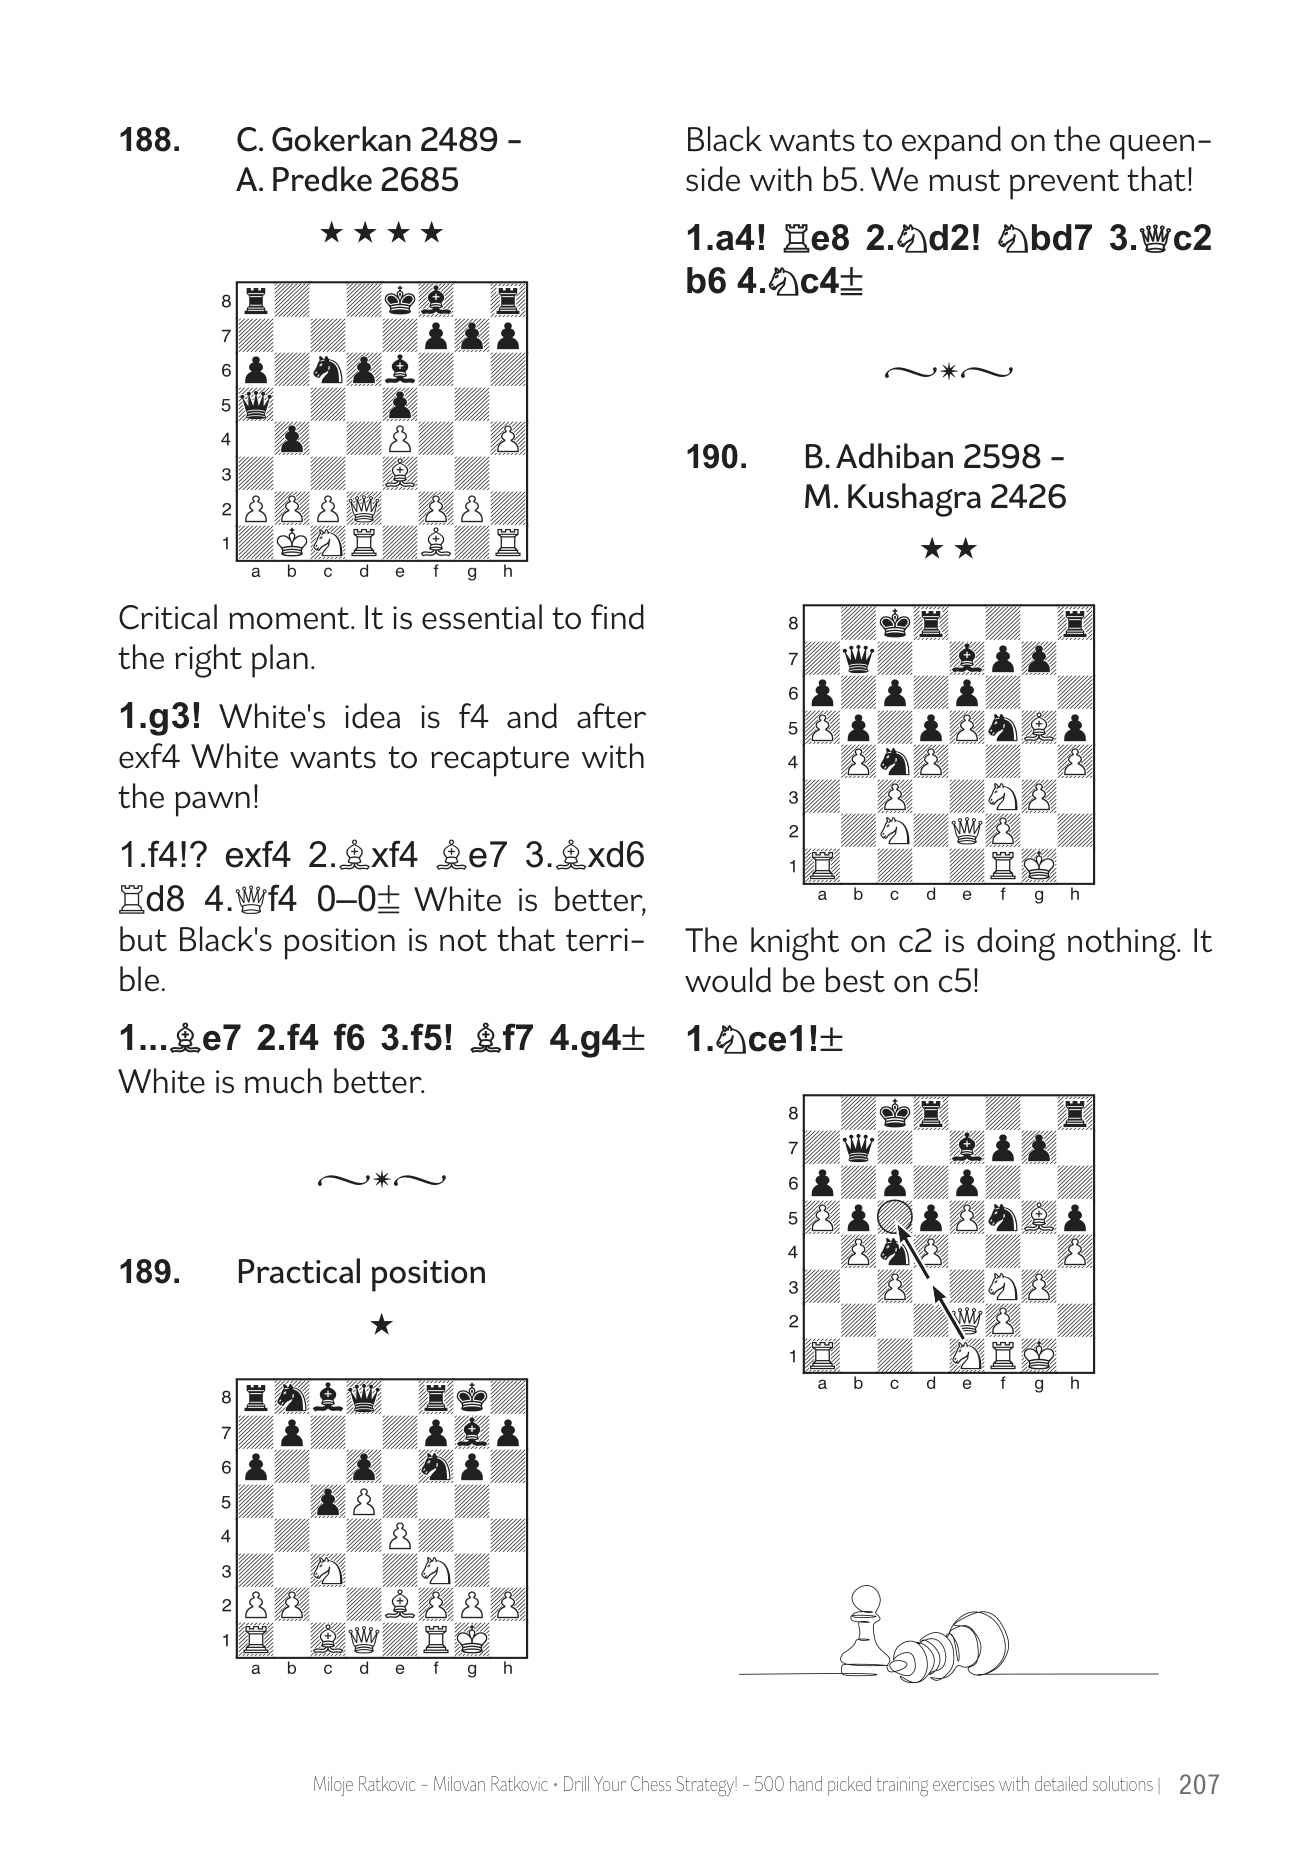 188. C. Gokerkan 2489 –
A. Predke 2685
★ ★ ★ ★
8
7
6
5
4
3
2
1
a b c d e f g h
Critical moment. It is essential to find
the right plan.
1.g3! White's idea is f4 and after
exf4 White wants to recapture with
the pawn!
1.f4!? exf4 2.♗xf4 ♗e7 3.♗xd6
♖d8 4.♕f4 0–0⩲ White is better,
but Black's position is not that terri-
ble.
1...♗e7 2.f4 f6 3.f5! ♗f7 4.g4±
White is much better.
189. Practical position
★
8
7
6
5
4
3
2
1
a b c d e f g h
Black wants to expand on the queen-
side with b5. We must prevent that!
1.a4! ♖e8 2.♘d2! ♘bd7 3.♕c2
b6 4.♘c4⩲
190. B. Adhiban 2598 –
M. Kushagra 2426
★ ★
8
7
6
5
4
3
2
1
a b c d e f g h
The knight on c2 is doing nothing. It
would be best on c5!
1.♘ce1!±
8
7
6
5
4
3
2
1
a b c d e f g h
Miloje Ratkovic – Milovan Ratkovic • Drill Your Chess Strategy! – 500 hand picked training exercises with detailed solutions | 207